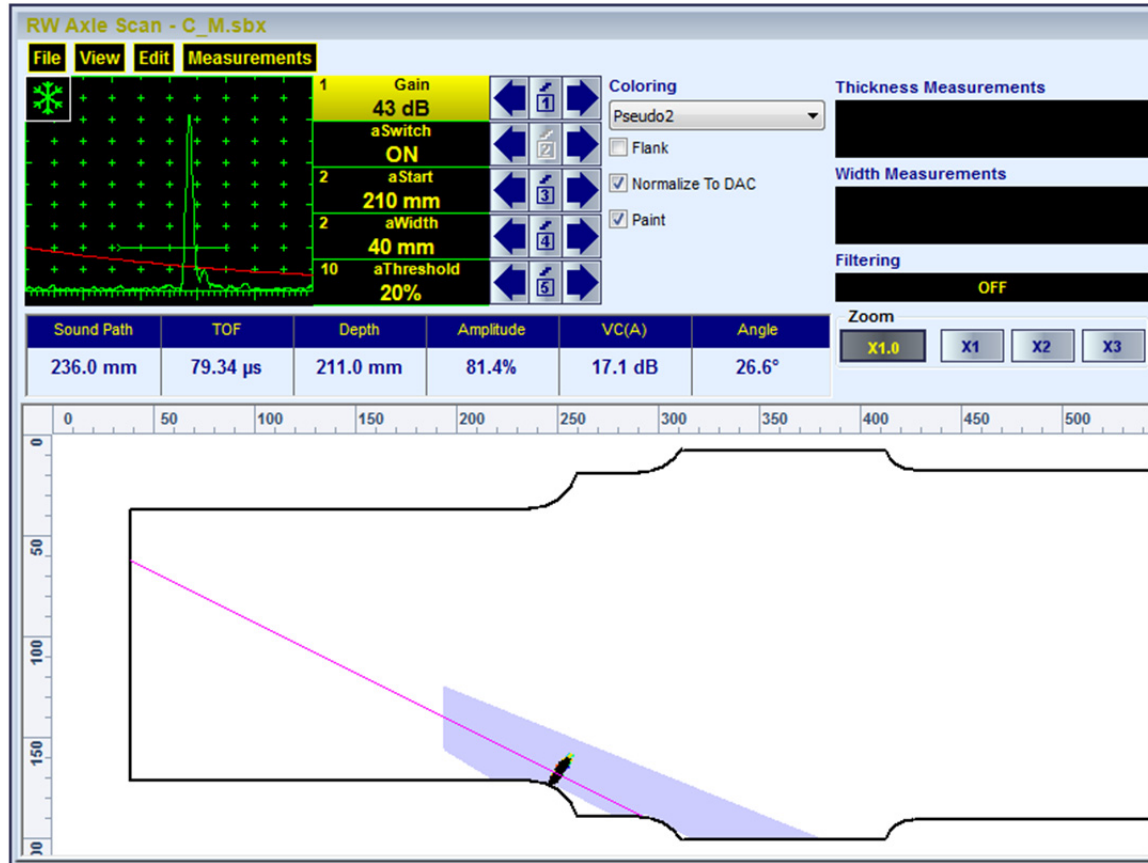 RW Axle Scan - C_M.sbx
File View Edit Measurements
1 Gain
43 dB
1
aSwitch
ON
2
2 aStart
210 mm
3
2 aWidth
40 mm
4
10 aThreshold
20%
5
Coloring
Pseudo2
Flank
Normalize To DAC
Paint
Thickness Measurements
Width Measurements
Filtering
OFF
Zoom
X1.0 X1 X2 X3
Sound Path TOF Depth Amplitude VC(A) Angle
236.0 mm 79.34 µs 211.0 mm 81.4% 17.1 dB 26.6°
0 50 100 150 200 250 300 350 400 450 500
0
50
100
150